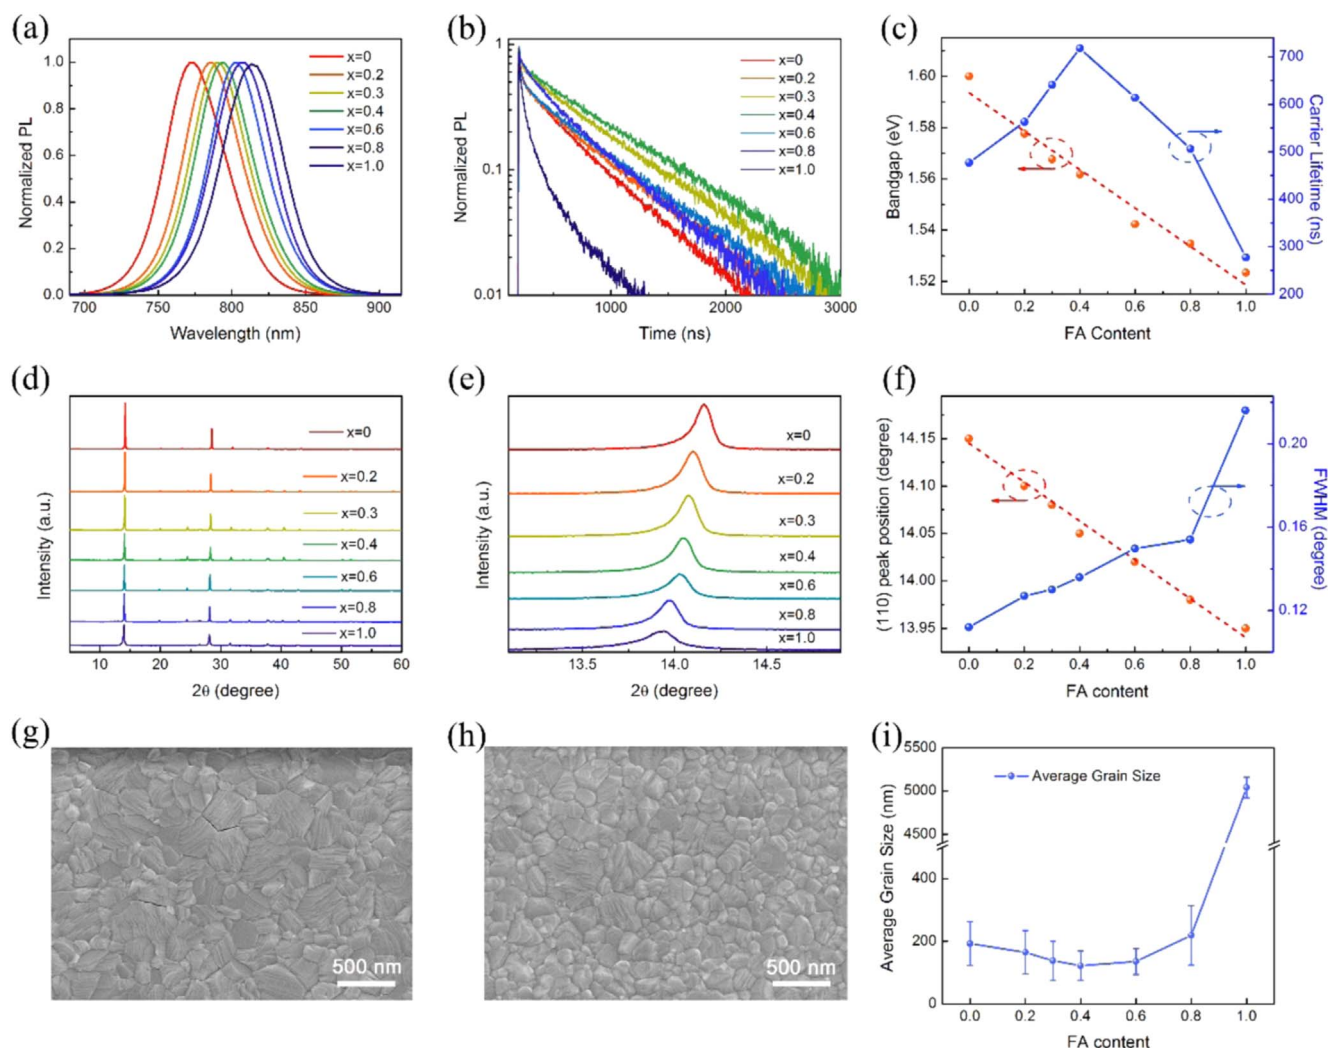 (a)
Normalized PL
1.0
0.8
0.6
0.4
0.2
0.0
x=0
x=0.2
x=0.3
x=0.4
x=0.6
x=0.8
x=1.0
700
750
800
850
900
Wavelength (nm)
(b)
Normalized PL
1
0.1
0.01
x=0
x=0.2
x=0.3
x=0.4
x=0.6
x=0.8
x=1.0
1000
2000
3000
Time (ns)
(c)
Bandgap (eV)
1.60
1.58
1.56
1.54
1.52
700
600
500
400
300
200
Carrier Lifetime (ns)
0.0
0.2
0.4
0.6
0.8
1.0
FA Content
(d)
Intensity (a.u.)
x=0
x=0.2
x=0.3
x=0.4
x=0.6
x=0.8
x=1.0
10
20
30
40
50
60
2θ (degree)
(e)
Intensity (a.u.)
x=0
x=0.2
x=0.3
x=0.4
x=0.6
x=0.8
x=1.0
13.5
14.0
14.5
2θ (degree)
(f)
(110) peak position (degree)
14.15
14.10
14.05
14.00
13.95
0.20
0.16
0.12
FWHM (degree)
0.0
0.2
0.4
0.6
0.8
1.0
FA content
(g)
500 nm
(h)
500 nm
(i)
Average Grain Size (nm)
5500
5000
4500
400
200
0
Average Grain Size
0.0
0.2
0.4
0.6
0.8
1.0
FA content